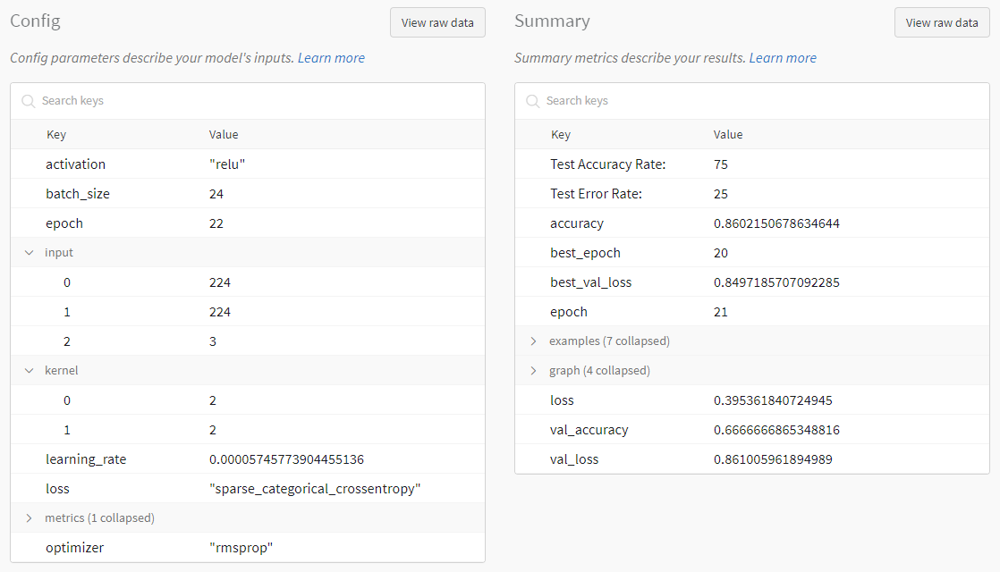 Config
View raw data
Config parameters describe your model's inputs. Learn more
Search keys
Key Value
activation "relu"
batch_size 24
epoch 22
input
0 224
1 224
2 3
kernel
0 2
1 2
learning_rate 0.00005745773904455136
loss "sparse_categorical_crossentropy"
metrics (1 collapsed)
optimizer "rmsprop"
Summary
View raw data
Summary metrics describe your results. Learn more
Search keys
Key Value
Test Accuracy Rate: 75
Test Error Rate: 25
accuracy 0.8602150678634644
best_epoch 20
best_val_loss 0.8497185707092285
epoch 21
examples (7 collapsed)
graph (4 collapsed)
loss 0.395361840724945
val_accuracy 0.6666666865348816
val_loss 0.861005961894989